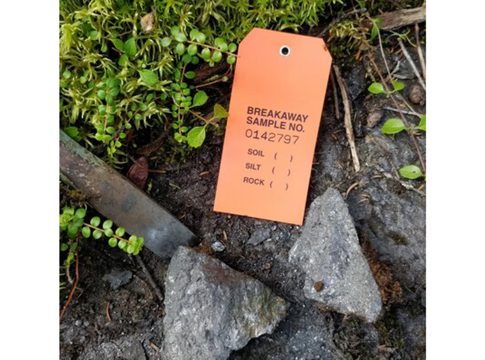 BREAKAWAY
SAMPLE NO.
0142797
SOIL ( )
SILT ( )
ROCK ( )